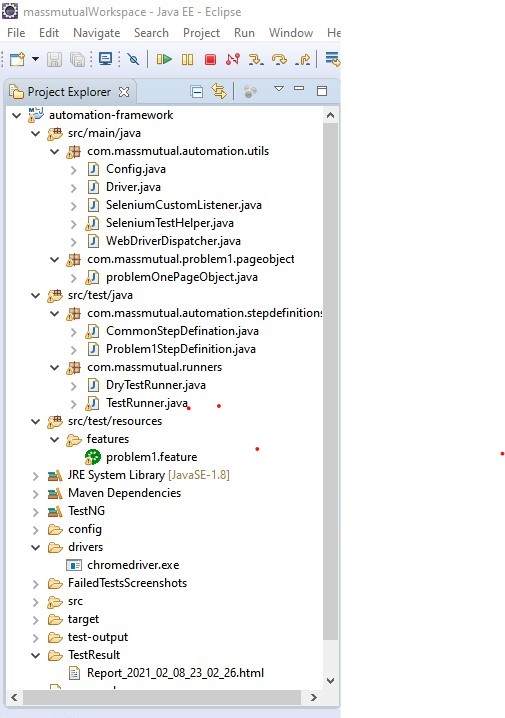 massmutualWorkspace - Java EE - Eclipse
File Edit Navigate Search Project Run Window He
Project Explorer
automation-framework
src/main/java
com.massmutual.automation.utils
Config.java
Driver.java
SeleniumCustomListener.java
SeleniumTestHelper.java
WebDriverDispatcher.java
com.massmutual.problem1.pageobject
problemOnePageObject.java
src/test/java
com.massmutual.automation.stepdefinitions
CommonStepDefination.java
Problem1StepDefinition.java
com.massmutual.runners
DryTestRunner.java
TestRunner.java
src/test/resources
features
problem1.feature
JRE System Library [JavaSE-1.8]
Maven Dependencies
TestNG
config
drivers
chromedriver.exe
FailedTestsScreenshots
src
target
test-output
TestResult
Report_2021_02_08_23_02_26.html